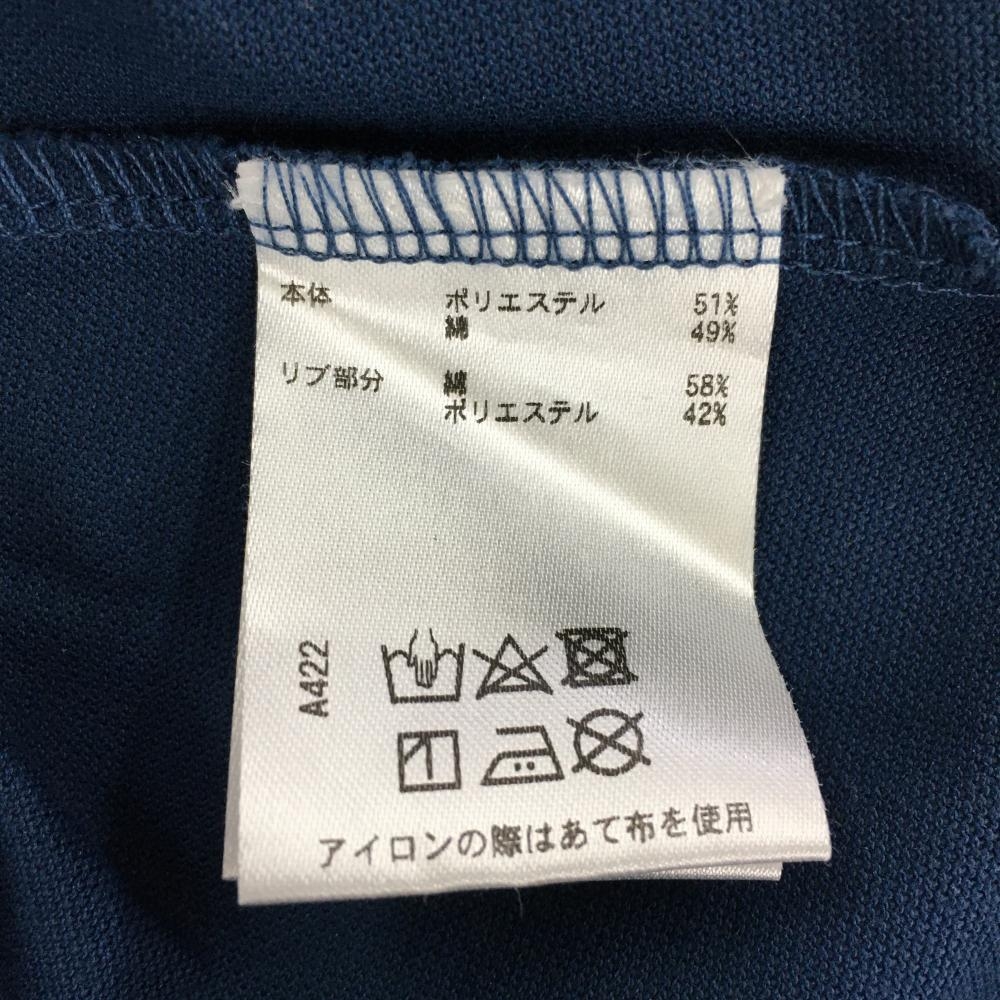 本体 ポリエステル 51%
綿 49%
リブ部分 綿 58%
ポリエステル 42%
A422
アイロンの際はあて布を使用